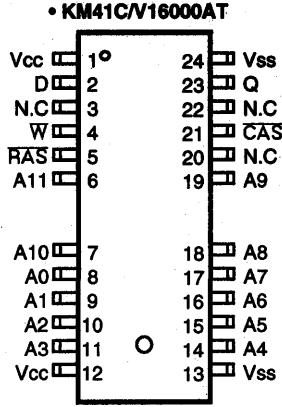 • KM41C/V16000AT
Vcc 1 24 Vss
D 2 23 Q
N.C 3 22 N.C
W̅ 4 21 C̅A̅S̅
R̅A̅S̅ 5 20 N.C
A11 6 19 A9
A10 7 18 A8
A0 8 17 A7
A1 9 16 A6
A2 10 15 A5
A3 11 14 A4
Vcc 12 13 Vss